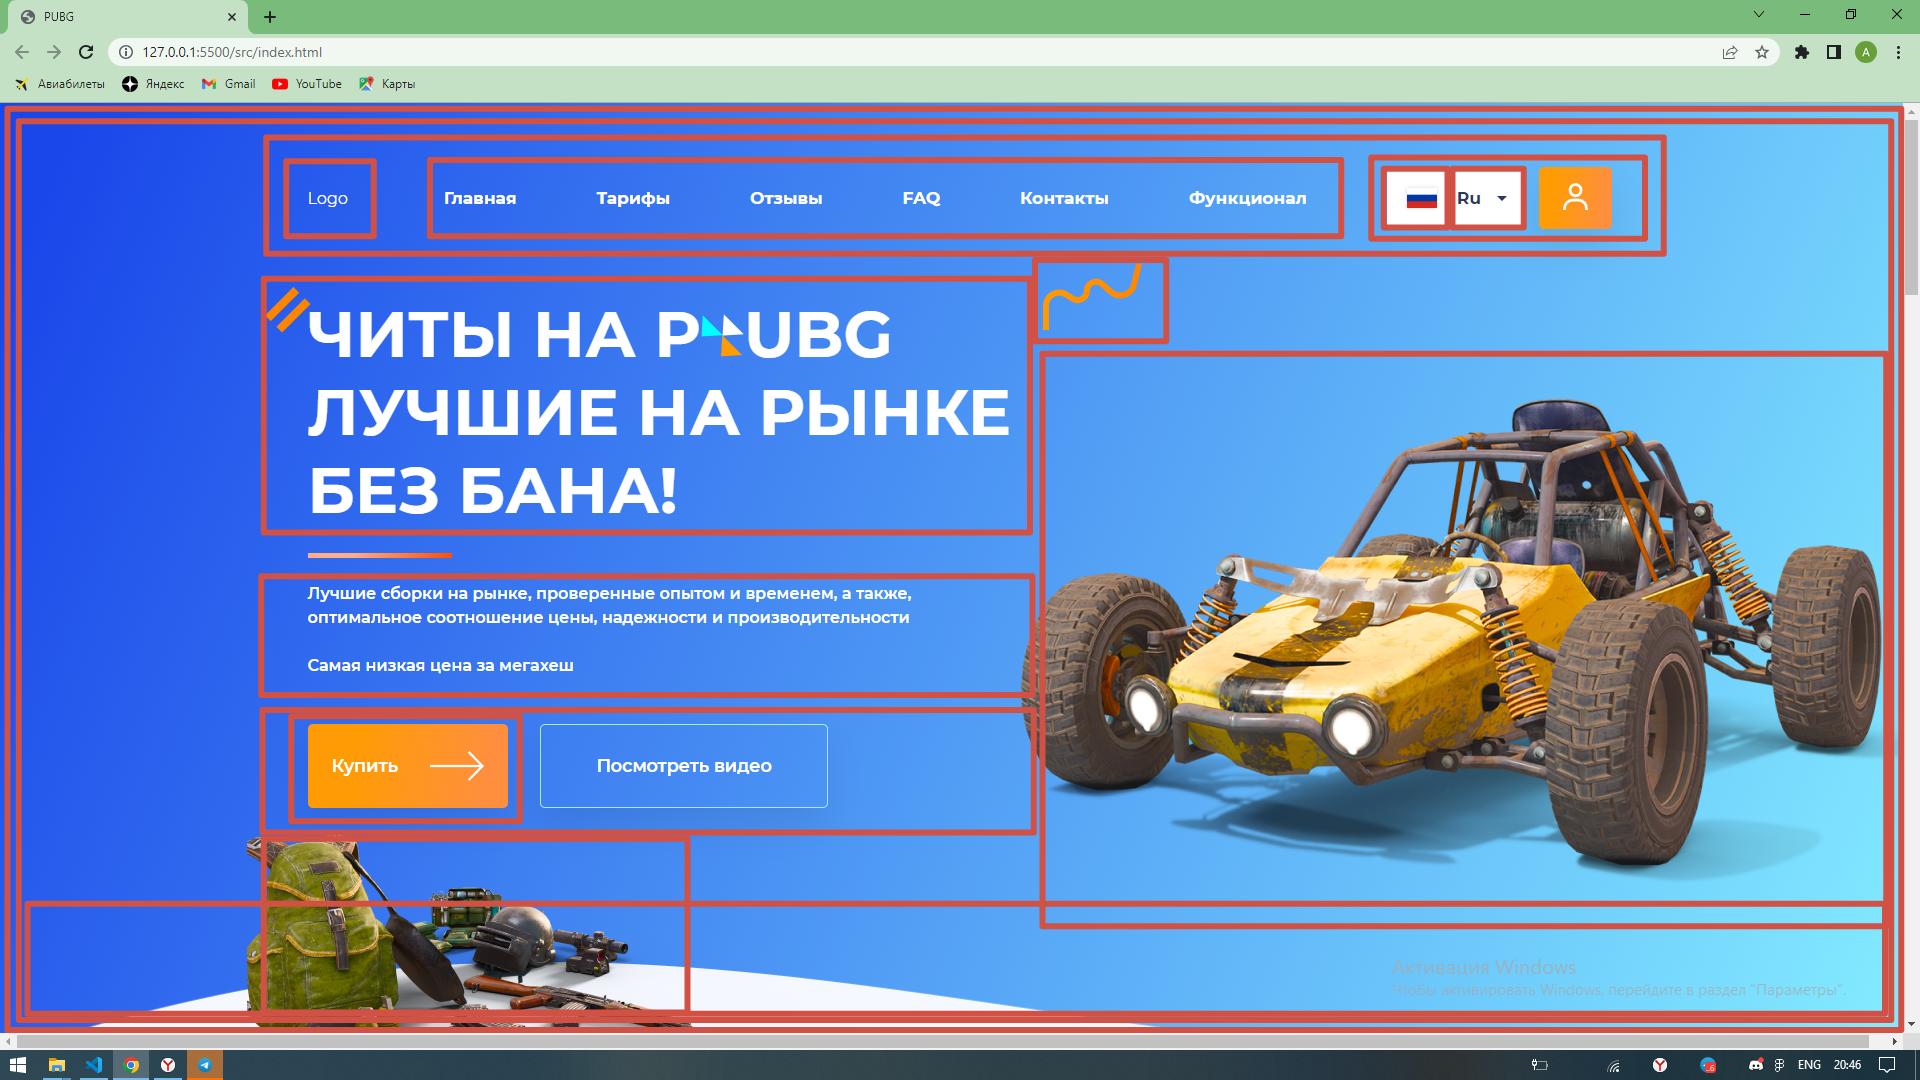 PUBG
127.0.0.1:5500/src/index.html
A
Авиабилеты
Яндекс
Gmail
YouTube
Карты
Logo
Главная
Тарифы
Отзывы
FAQ
Контакты
Функционал
Ru
ЧИТЫ НА PUBG
ЛУЧШИЕ НА РЫНКЕ
БЕЗ БАНА!
Лучшие сборки на рынке, проверенные опытом и временем, а также,
оптимальное соотношение цены, надежности и производительности
Самая низкая цена за мегахеш
Купить
Посмотреть видео
Активация Windows
Чтобы активировать Windows, перейдите в раздел "Параметры".
ENG
20:46